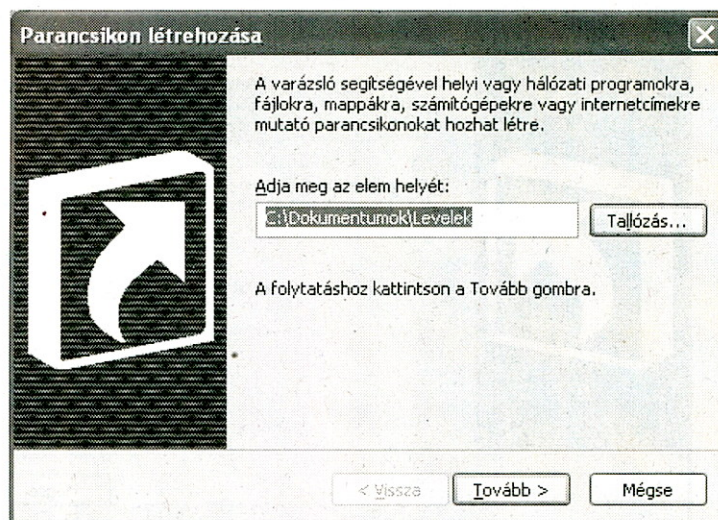 Parancsikon létrehozása
A varázsló segítségével helyi vagy hálózati programokra,
fájlokra, mappákra, számítógépekre vagy internetcímekre
mutató parancsikonokat hozhat létre.
Adja meg az elem helyét:
C:\Dokumentumok\Levelek
Tallózás...
A folytatáshoz kattintson a Tovább gombra.
< Vissza
Tovább >
Mégse